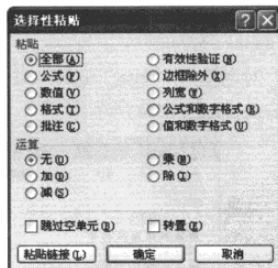 选择性粘贴
粘贴
全部(A) 有效性验证(N)
公式(F) 边框除外(X)
数值(V) 列宽(W)
格式(T) 公式和数字格式(R)
批注(C) 值和数字格式(U)
运算
无(O) 乘(M)
加(D) 除(I)
减(S)
跳过空单元(B) 转置(E)
粘贴链接(L) 确定 取消